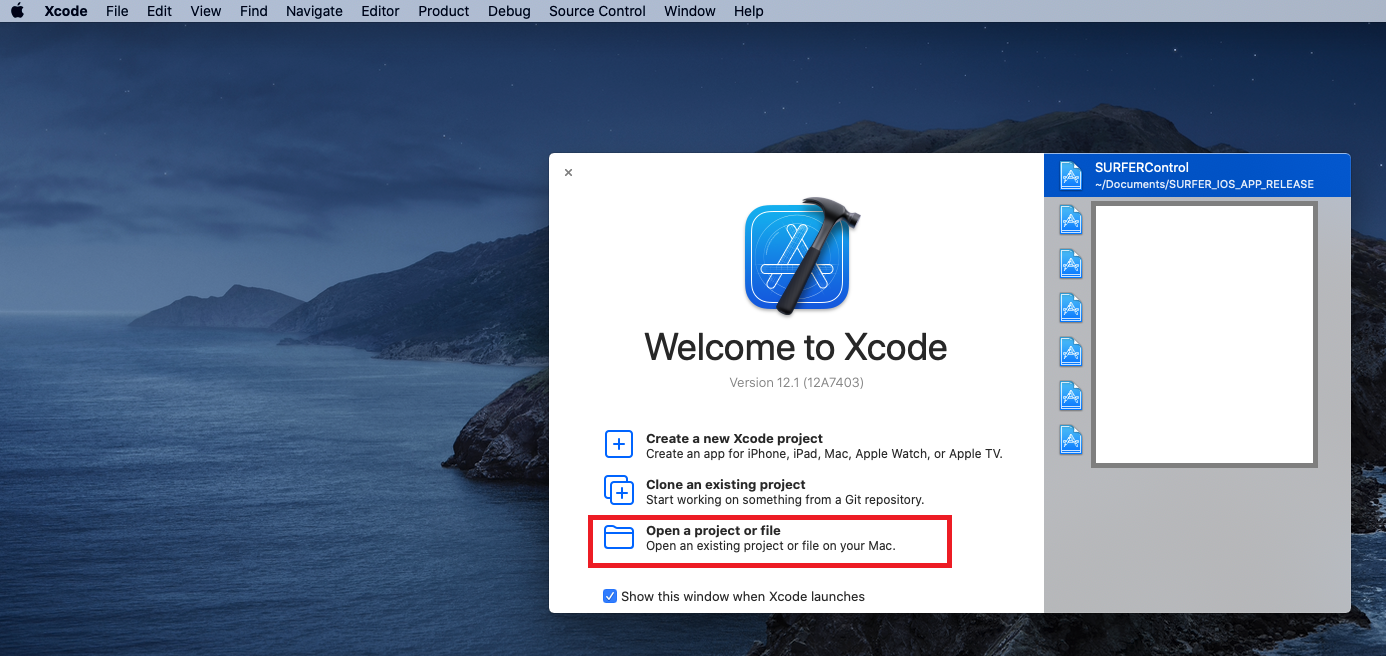 Xcode File Edit View Find Navigate Editor Product Debug Source Control Window Help
SURFERControl
~/Documents/SURFER_IOS_APP_RELEASE
Welcome to Xcode
Version 12.1 (12A7403)
Create a new Xcode project
Create an app for iPhone, iPad, Mac, Apple Watch, or Apple TV.
Clone an existing project
Start working on something from a Git repository.
Open a project or file
Open an existing project or file on your Mac.
Show this window when Xcode launches